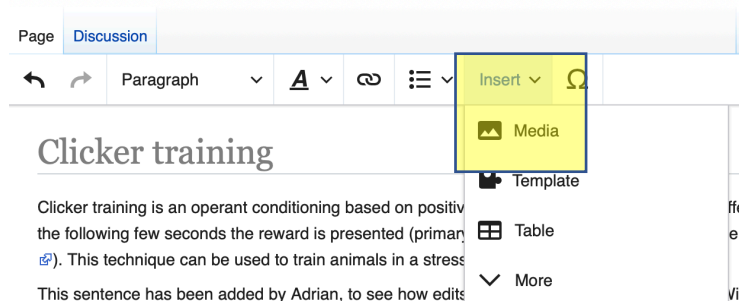 Page Discussion
Paragraph A Insert Ω
Media
Clicker training
Template
Clicker training is an operant conditioning based on positiv
the following few seconds the reward is presented (primary
Table
). This technique can be used to train animals in a stress
More
This sentence has been added by Adrian, to see how edits